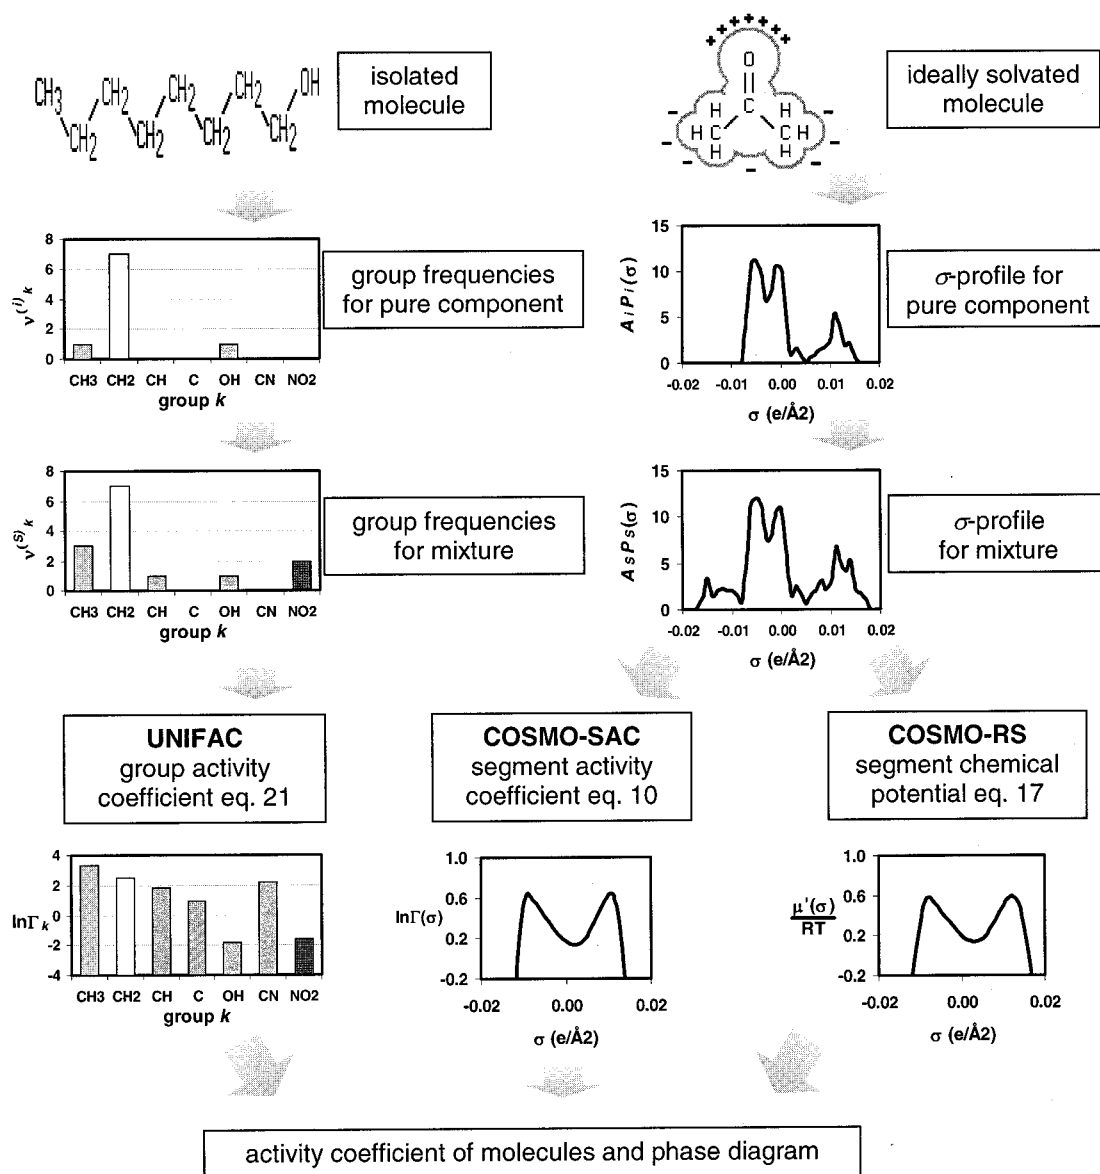 CH3
CH2
CH2
CH2
CH2
CH2
CH2
CH2
OH
isolated
molecule
+ + + + + + +
O
C
H H
H C C H
H H
- - - - - - -
ideally solvated
molecule
8
6
4
2
0
ν(i)k
CH3 CH2 CH C OH CN NO2
group k
group frequencies
for pure component
15
10
5
0
AiPi(σ)
-0.02 -0.01 0.00 0.01 0.02
σ (e/Å2)
σ-profile for
pure component
8
6
4
2
0
ν(S)k
CH3 CH2 CH C OH CN NO2
group k
group frequencies
for mixture
15
10
5
0
AsPs(σ)
-0.02 -0.01 0.00 0.01 0.02
σ (e/Å2)
σ-profile
for mixture
UNIFAC
group activity
coefficient eq. 21
COSMO-SAC
segment activity
coefficient eq. 10
COSMO-RS
segment chemical
potential eq. 17
4
2
0
-2
-4
lnΓk
CH3 CH2 CH C OH CN NO2
group k
1.0
0.6
0.2
-0.2
lnΓ(σ)
-0.02 0.00 0.02
σ (e/Å2)
1.0
0.6
0.2
-0.2
μ'(σ)
RT
-0.02 0.00 0.02
σ (e/Å2)
activity coefficient of molecules and phase diagram